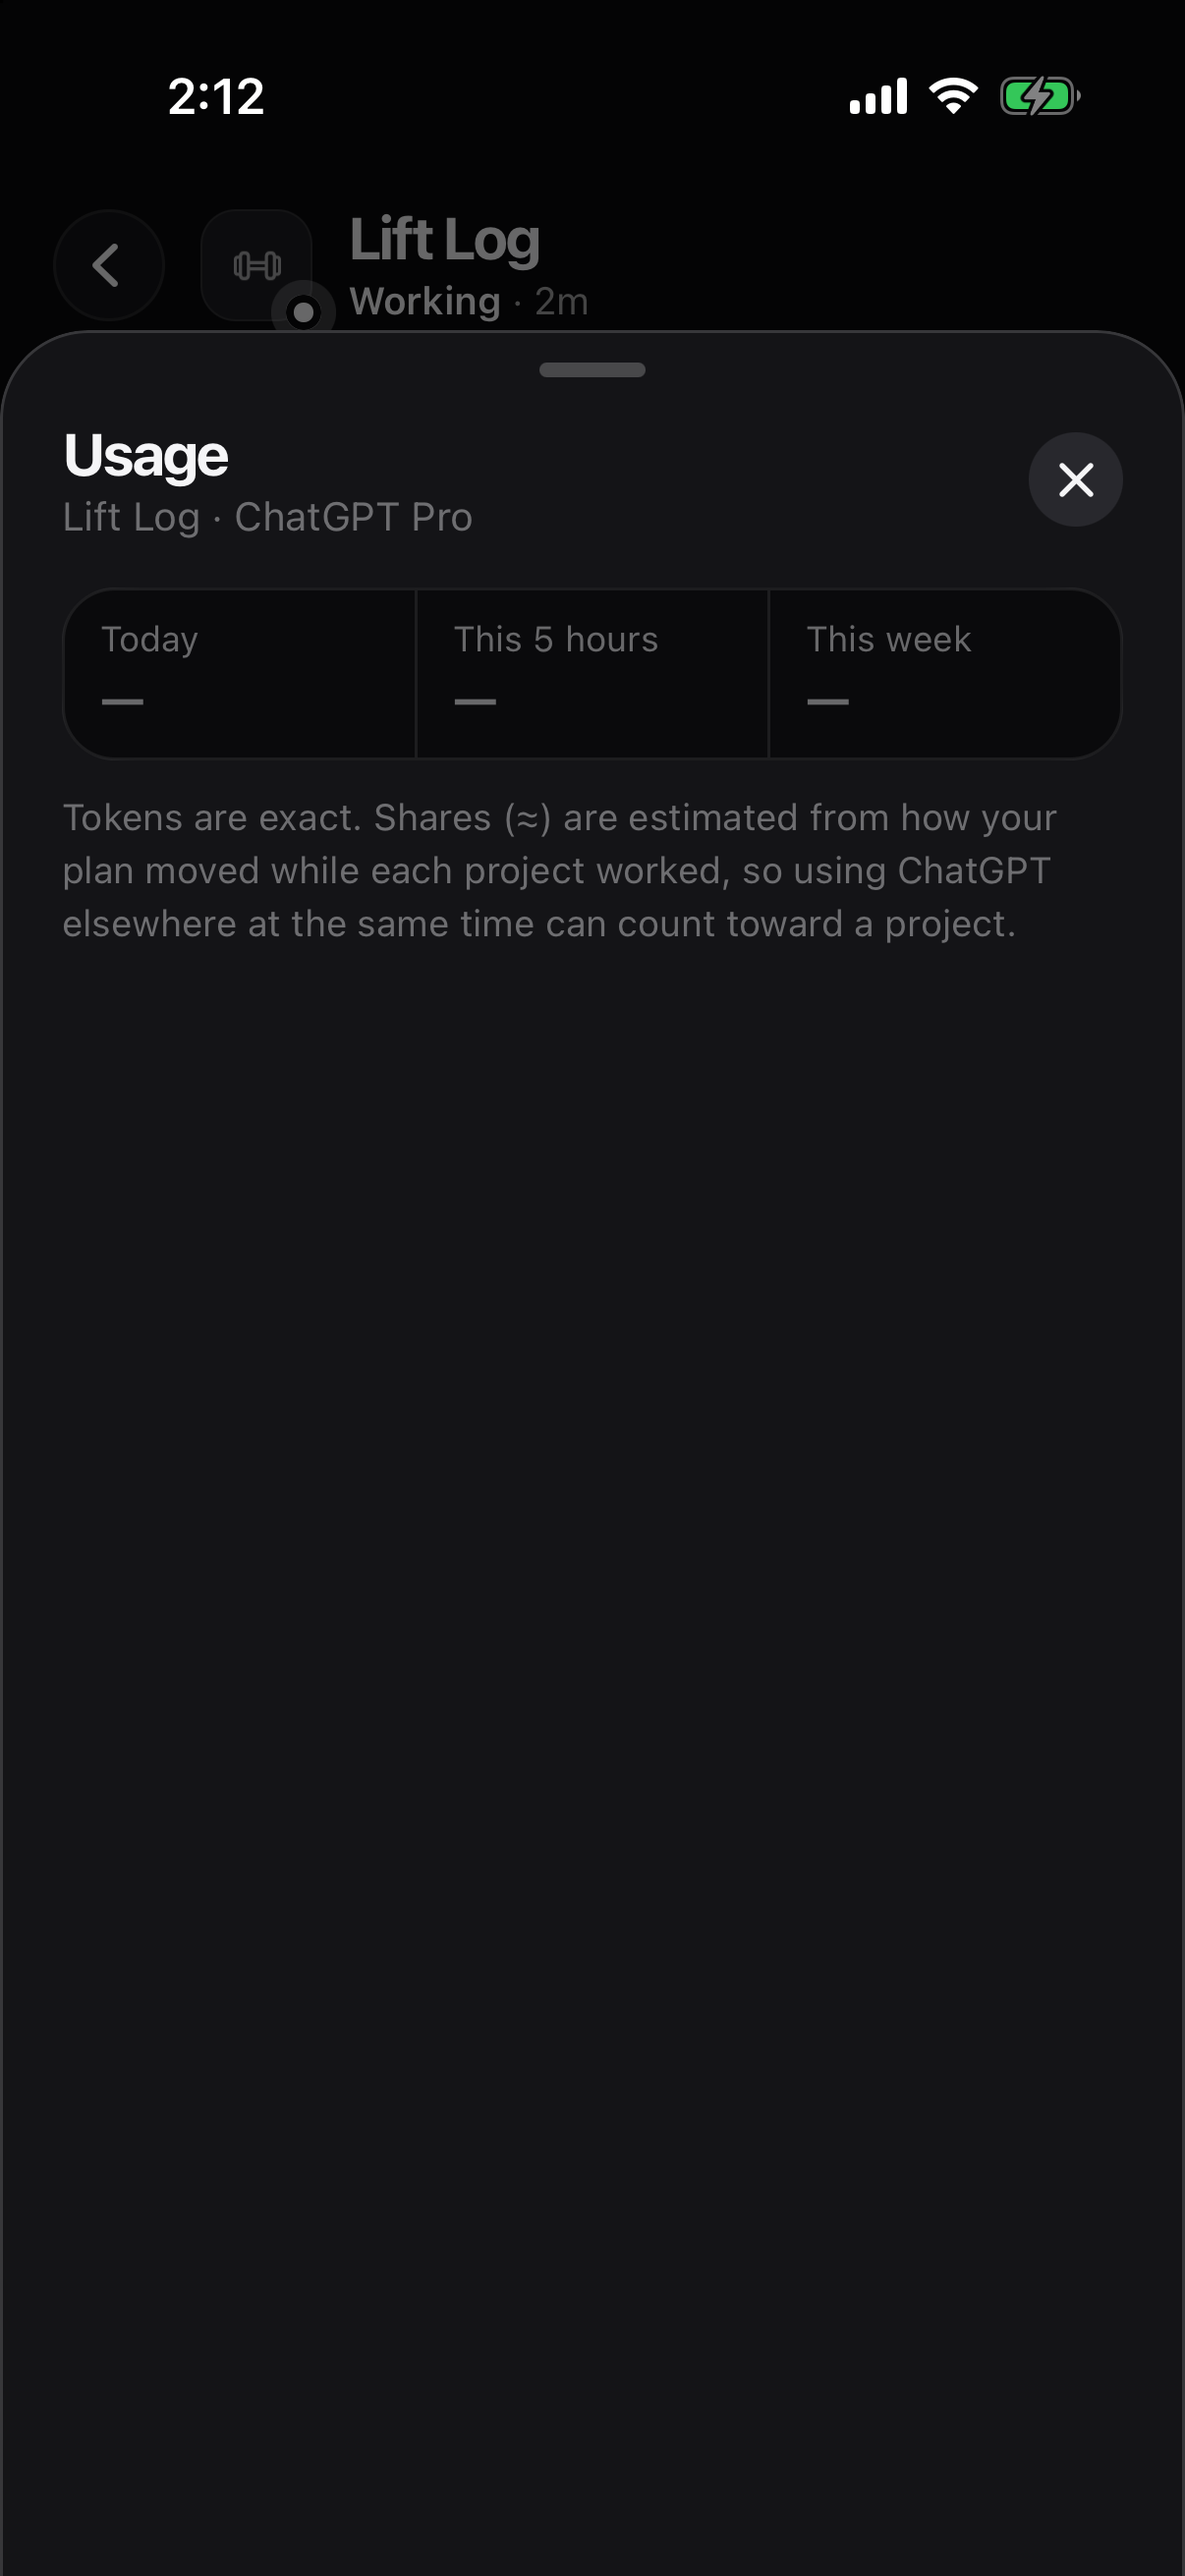 2:12
Lift Log
Working · 2m
Usage
Lift Log · ChatGPT Pro
Today
This 5 hours
This week
—
—
—
Tokens are exact. Shares (≈) are estimated from how your
plan moved while each project worked, so using ChatGPT
elsewhere at the same time can count toward a project.